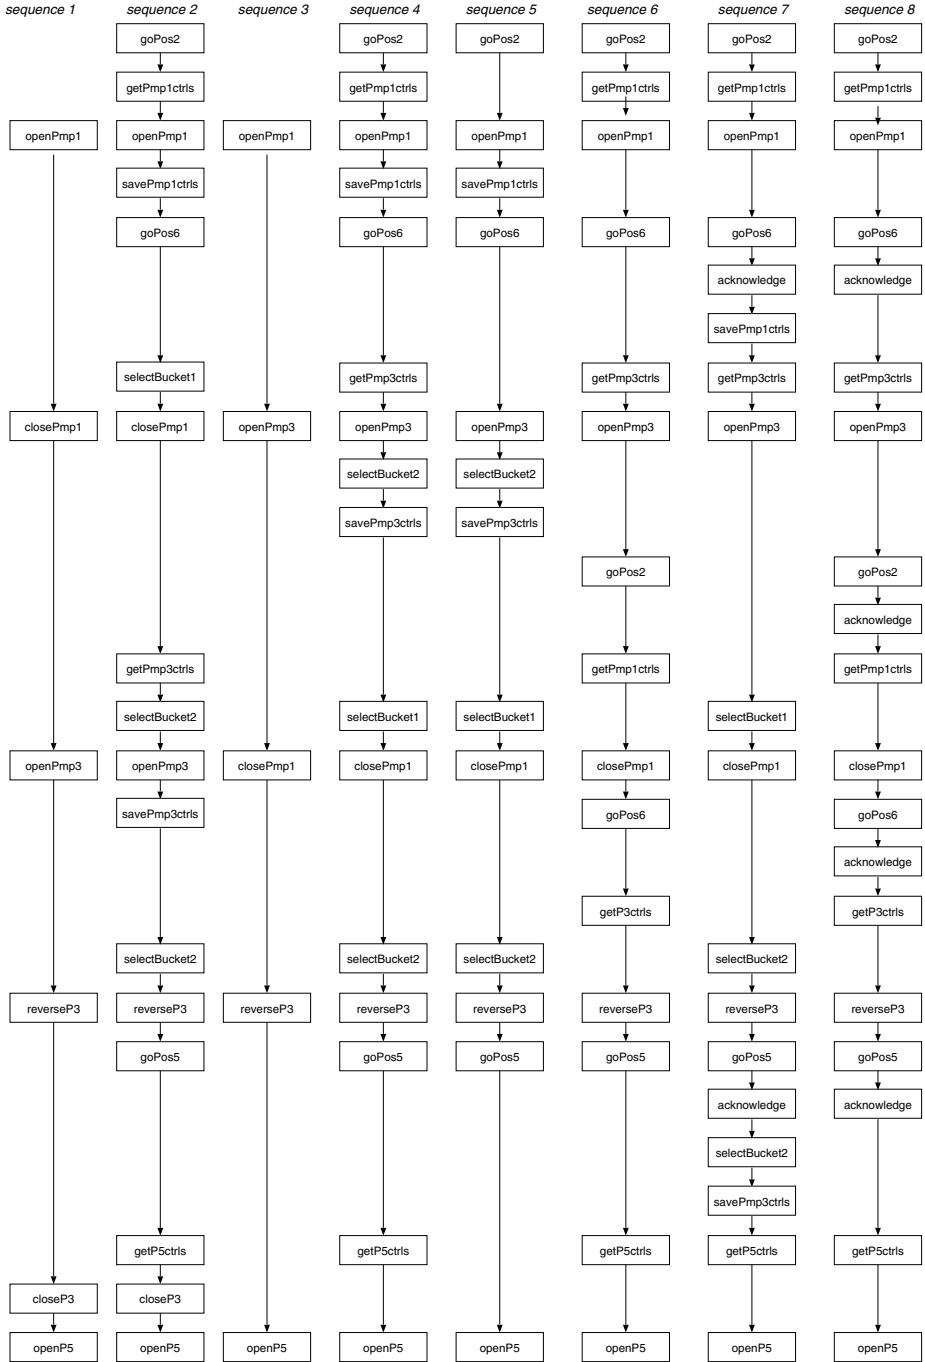 sequence 1
openPmp1
closePmp1
openPmp3
reverseP3
closeP3
openP5
sequence 2
goPos2
getPmp1ctrls
openPmp1
savePmp1ctrls
goPos6
selectBucket1
closePmp1
getPmp3ctrls
selectBucket2
openPmp3
savePmp3ctrls
selectBucket2
reverseP3
goPos5
getP5ctrls
closeP3
openP5
sequence 3
openPmp1
openPmp3
closePmp1
reverseP3
openP5
sequence 4
goPos2
getPmp1ctrls
openPmp1
savePmp1ctrls
goPos6
getPmp3ctrls
openPmp3
selectBucket2
savePmp3ctrls
selectBucket1
closePmp1
selectBucket2
reverseP3
goPos5
getP5ctrls
openP5
sequence 5
goPos2
openPmp1
savePmp1ctrls
goPos6
openPmp3
selectBucket2
savePmp3ctrls
selectBucket1
closePmp1
selectBucket2
reverseP3
goPos5
openP5
sequence 6
goPos2
getPmp1ctrls
openPmp1
goPos6
getPmp3ctrls
openPmp3
goPos2
getPmp1ctrls
closePmp1
goPos6
getP3ctrls
reverseP3
goPos5
getP5ctrls
openP5
sequence 7
goPos2
getPmp1ctrls
openPmp1
goPos6
acknowledge
savePmp1ctrls
getPmp3ctrls
openPmp3
selectBucket1
closePmp1
selectBucket2
reverseP3
goPos5
acknowledge
selectBucket2
savePmp3ctrls
getP5ctrls
openP5
sequence 8
goPos2
getPmp1ctrls
openPmp1
goPos6
acknowledge
getPmp3ctrls
openPmp3
goPos2
acknowledge
getPmp1ctrls
closePmp1
goPos6
acknowledge
getP3ctrls
reverseP3
goPos5
acknowledge
getP5ctrls
openP5